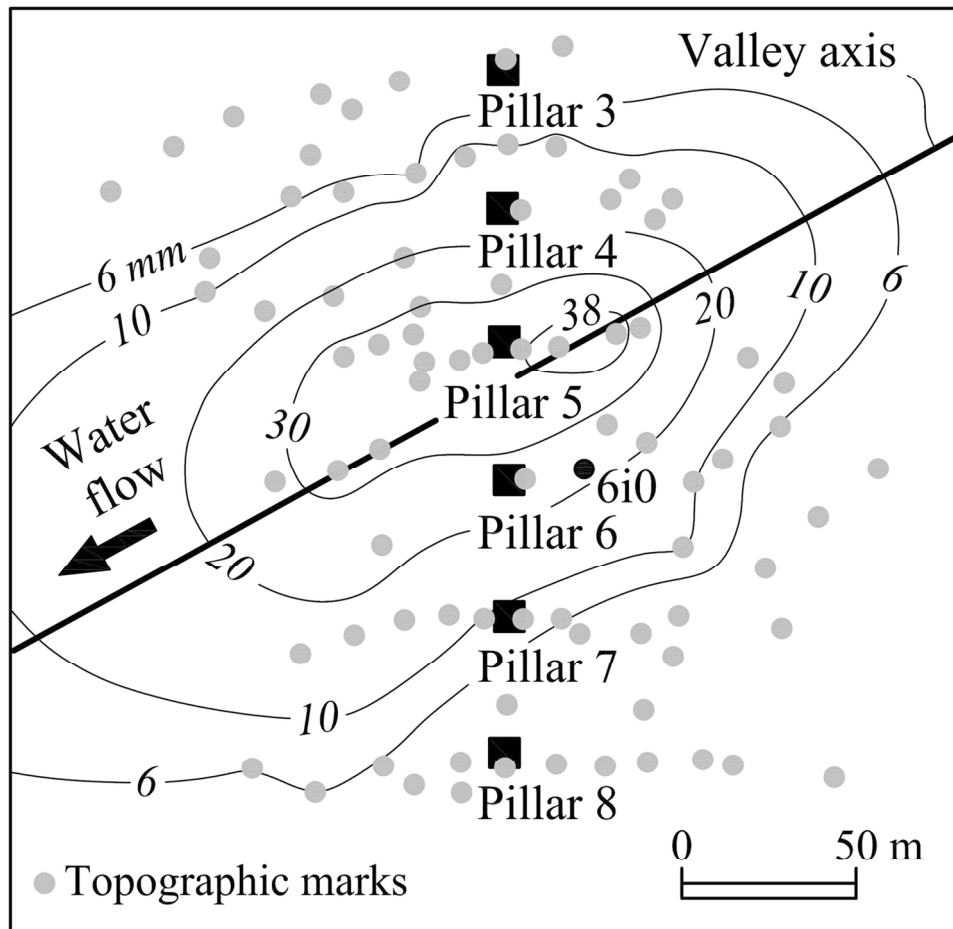 Valley axis
Pillar 3
Pillar 4
6 mm
10
20
10
6
38
Pillar 5
30
Water
flow
6i0
Pillar 6
20
Pillar 7
10
6
Pillar 8
0 50 m
Topographic marks